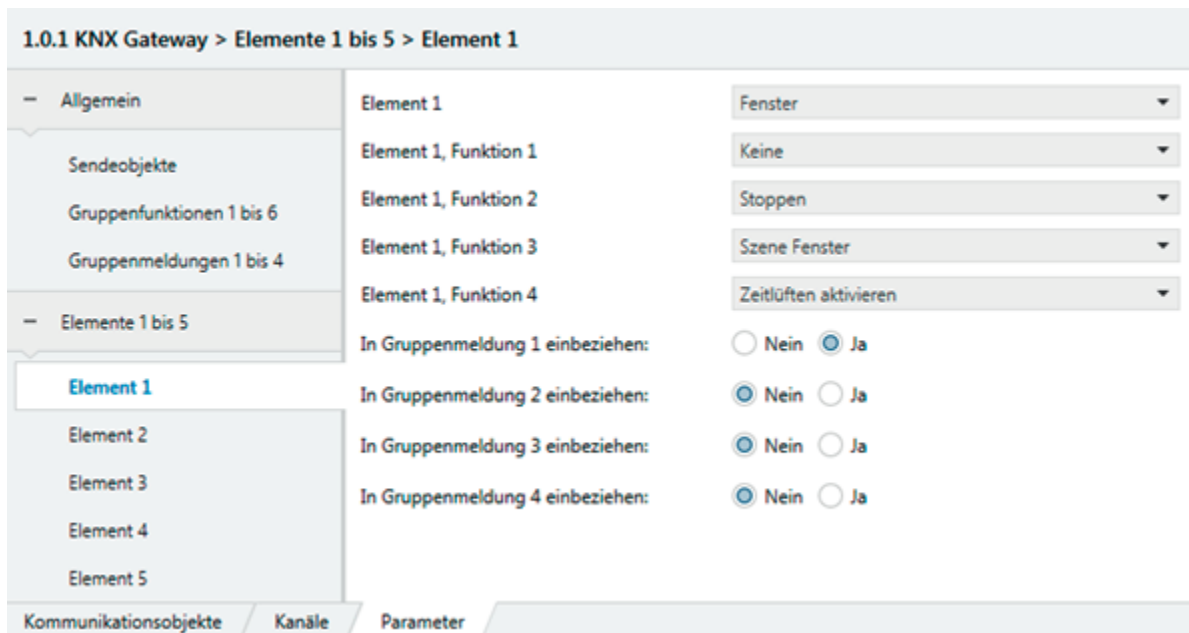 1.0.1 KNX Gateway > Elemente 1 bis 5 > Element 1
Allgemein
Sendeobjekte
Gruppenfunktionen 1 bis 6
Gruppenmeldungen 1 bis 4
Elemente 1 bis 5
Element 1
Element 2
Element 3
Element 4
Element 5
Element 1 Fenster
Element 1, Funktion 1 Keine
Element 1, Funktion 2 Stoppen
Element 1, Funktion 3 Szene Fenster
Element 1, Funktion 4 Zeitlüften aktivieren
In Gruppenmeldung 1 einbeziehen: Nein Ja
In Gruppenmeldung 2 einbeziehen: Nein Ja
In Gruppenmeldung 3 einbeziehen: Nein Ja
In Gruppenmeldung 4 einbeziehen: Nein Ja
Kommunikationsobjekte Kanäle Parameter